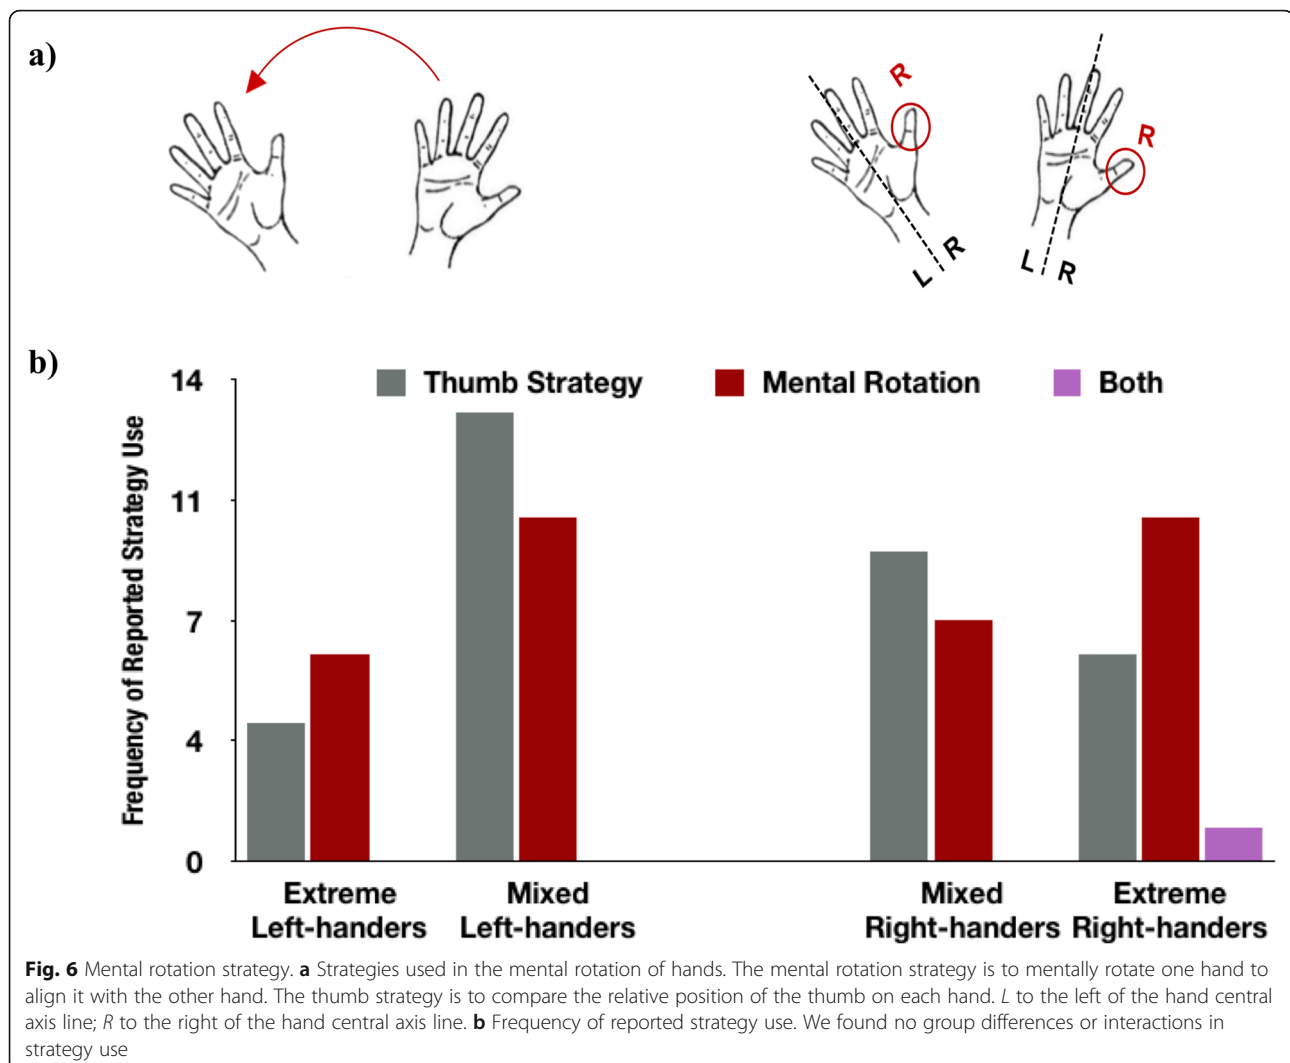 a)
R
R
L R
L R
b)
Thumb Strategy Mental Rotation Both
Frequency of Reported Strategy Use
14
11
7
4
0
Extreme Left-handers
Mixed Left-handers
Mixed Right-handers
Extreme Right-handers
Fig. 6 Mental rotation strategy. a Strategies used in the mental rotation of hands. The mental rotation strategy is to mentally rotate one hand to
align it with the other hand. The thumb strategy is to compare the relative position of the thumb on each hand. L to the left of the hand central
axis line; R to the right of the hand central axis line. b Frequency of reported strategy use. We found no group differences or interactions in
strategy use